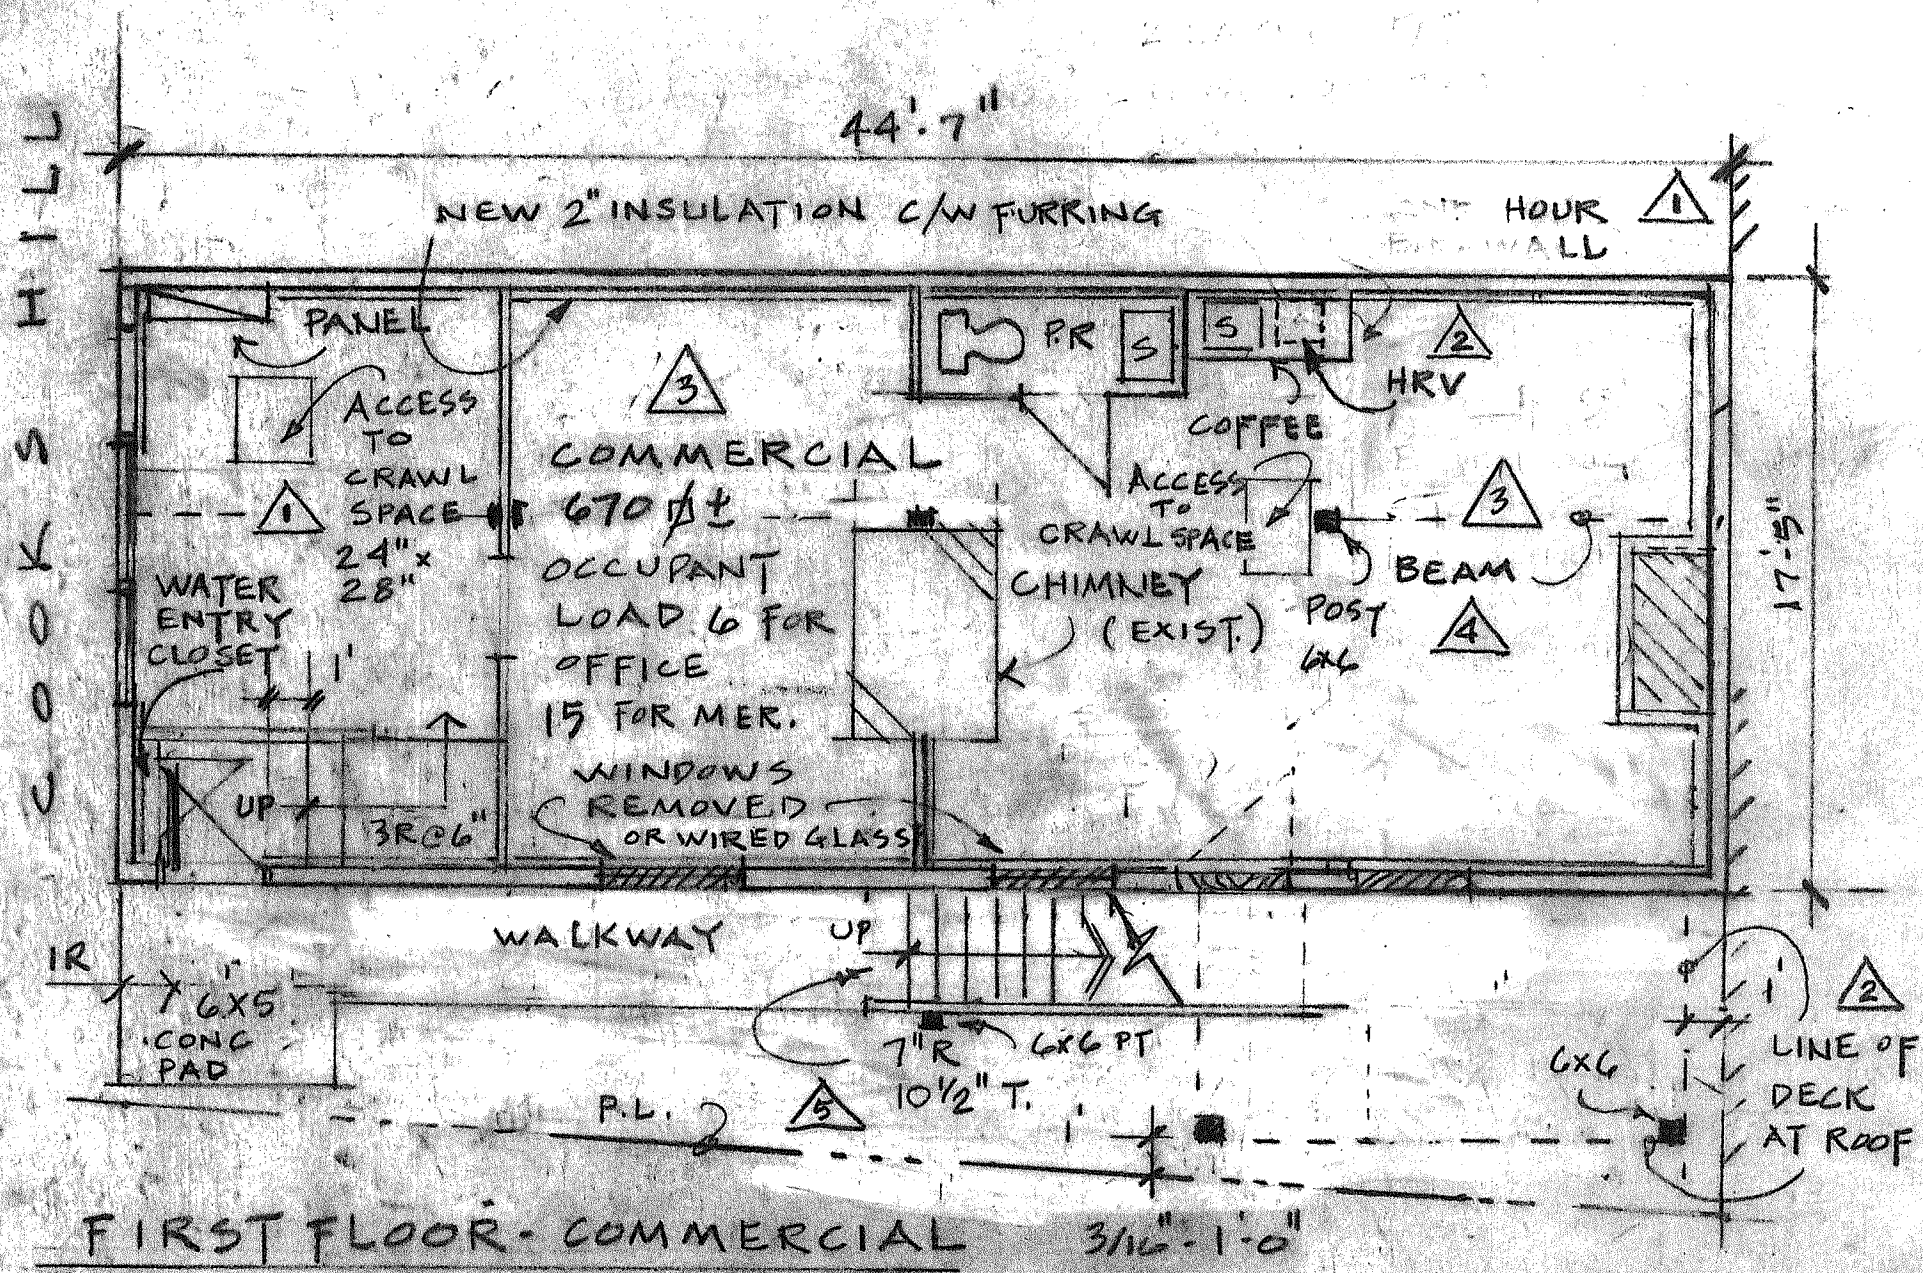 44'-7"
NEW 2" INSULATION C/W FURRING
HOUR
WALL
1
COOKS HILL
PANEL
ACCESS
TO
CRAWL
SPACE
24" x
28"
1
WATER
ENTRY
CLOSET
1'
UP
3R@6"
3
COMMERCIAL
670 ±
OCCUPANT
LOAD 6 FOR
OFFICE
15 FOR MER.
WINDOWS
REMOVED
OR WIRED GLASS
P.R
S
S
2
HRV
COFFEE
ACCESS
TO
CRAWL SPACE
CHIMNEY
(EXIST.)
POST
6x6
3
BEAM
4
17'-5"
WALKWAY
UP
1R
1'
6X5
CONC
PAD
7"R
10½" T.
6x6 PT
5
P.L.
6x6
1'
2
LINE OF
DECK
AT ROOF
FIRST FLOOR - COMMERCIAL
3/16" - 1'-0"